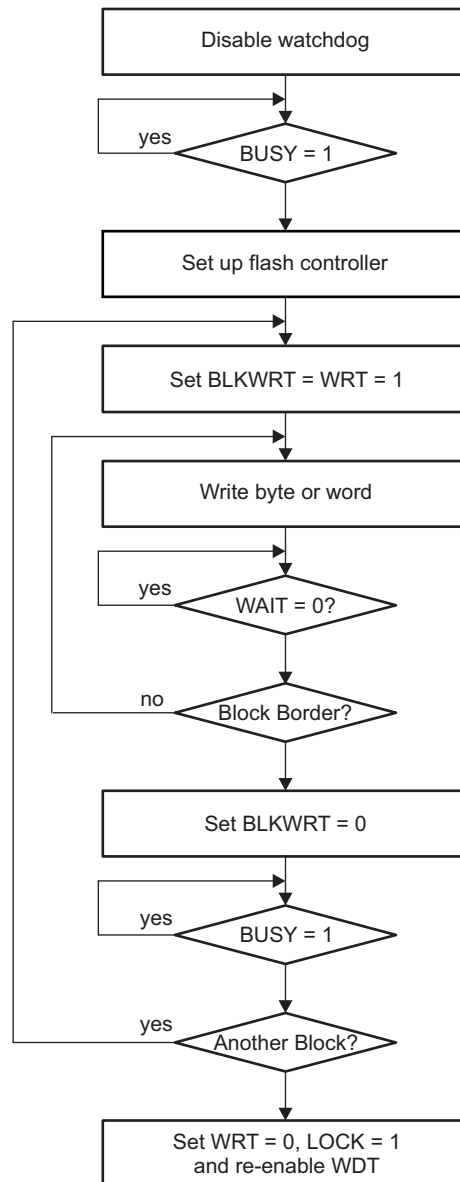 Disable watchdog
yes
BUSY = 1
Set up flash controller
Set BLKWRT = WRT = 1
Write byte or word
yes
WAIT = 0?
no
Block Border?
Set BLKWRT = 0
yes
BUSY = 1
yes
Another Block?
Set WRT = 0, LOCK = 1
and re-enable WDT